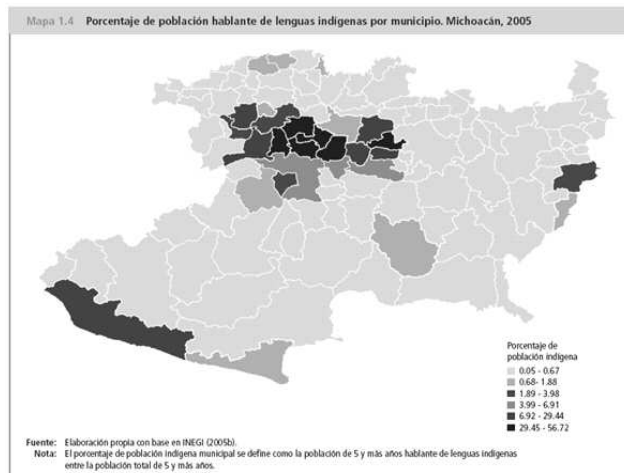 Mapa 1.4 Porcentaje de población hablante de lenguas indígenas por municipio. Michoacán, 2005
Porcentaje de
población indígena
0.05 - 0.67
0.68- 1.88
1.89 - 3.98
3.99 - 6.91
6.92 - 29.44
29.45 - 56.72
Fuente: Elaboración propia con base en INEGI (2005b).
Nota: El porcentaje de población indígena municipal se define como la población de 5 y más años hablante de lenguas indígenas
entre la población total de 5 y más años.